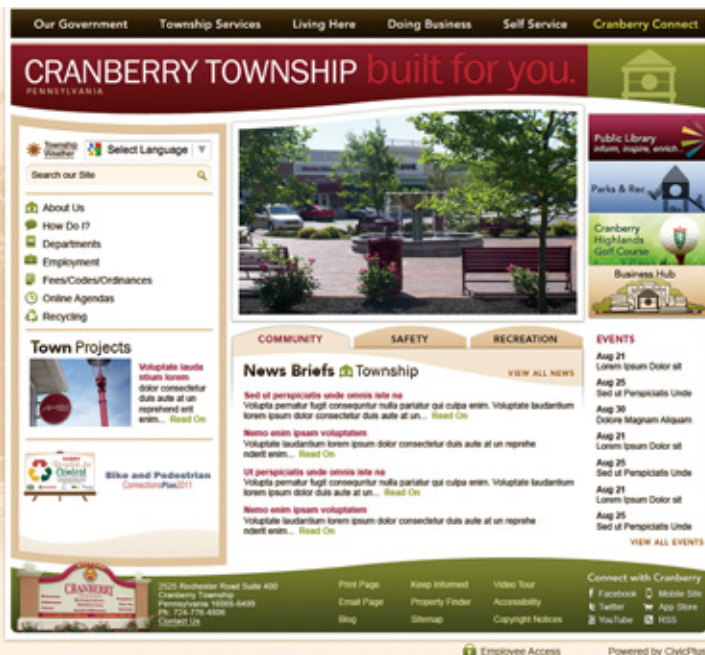 Our Government Township Services Living Here Doing Business Self Service Cranberry Connect
CRANBERRY TOWNSHIP built for you.
PENNSYLVANIA
Township
Weather
Select Language
Search our Site
About Us
How Do I?
Departments
Employment
Fees/Codes/Ordinances
Online Agendas
Recycling
Town Projects
Voluptate lauda
ntium lorem
dolor consectetur
duis aute at un
reprehend erit
enim... Read On
Bike and Pedestrian
ConnectionsPlus2011
COMMUNITY SAFETY RECREATION
News Briefs Township VIEW ALL NEWS
Sed ut perspiciatis unde omnis iste na
Volupta pernatur fugit consequntur nulla pariatur qui culpa enim. Voluptate laudantium
lorem ipsum dolor consectetur duis aute at un... Read On
Nemo enim ipsam voluptatem
Voluptate laudantium lorem ipsum dolor consectetur duis aute at un reprehe
nderit enim... Read On
Ut perspiciatis unde omnis iste na
Volupta pernatur fugit consequntur nulla pariatur qui culpa enim. Voluptate laudantium
lorem ipsum dolor consectetur duis aute at un... Read On
Nemo enim ipsam voluptatem
Voluptate laudantium lorem ipsum dolor consectetur duis aute at un reprehe
nderit enim... Read On
Public Library
inform, inspire, enrich...
Parks & Rec
Cranberry
Highlands
Golf Course
Business Hub
EVENTS
Aug 21
Lorem Ipsum Dolor sit
Aug 25
Sed ut Perspiciatis Unde
Aug 30
Dolore Magnam Aliquam
Aug 21
Lorem Ipsum Dolor sit
Aug 25
Sed ut Perspiciatis Unde
Aug 21
Lorem Ipsum Dolor sit
Aug 25
Sed ut Perspiciatis Unde
VIEW ALL EVENTS
CRANBERRY
2525 Rochester Road Suite 400
Cranberry Township
Pennsylvania 16066-6499
Ph: 724-776-4806
Contact Us
Print Page Keep Informed Video Tour
Email Page Property Finder Accessibility
Blog Sitemap Copyright Notices
Connect with Cranberry
Facebook Mobile Site
Twitter App Store
YouTube RSS
Employee Access Powered by CivicPlus